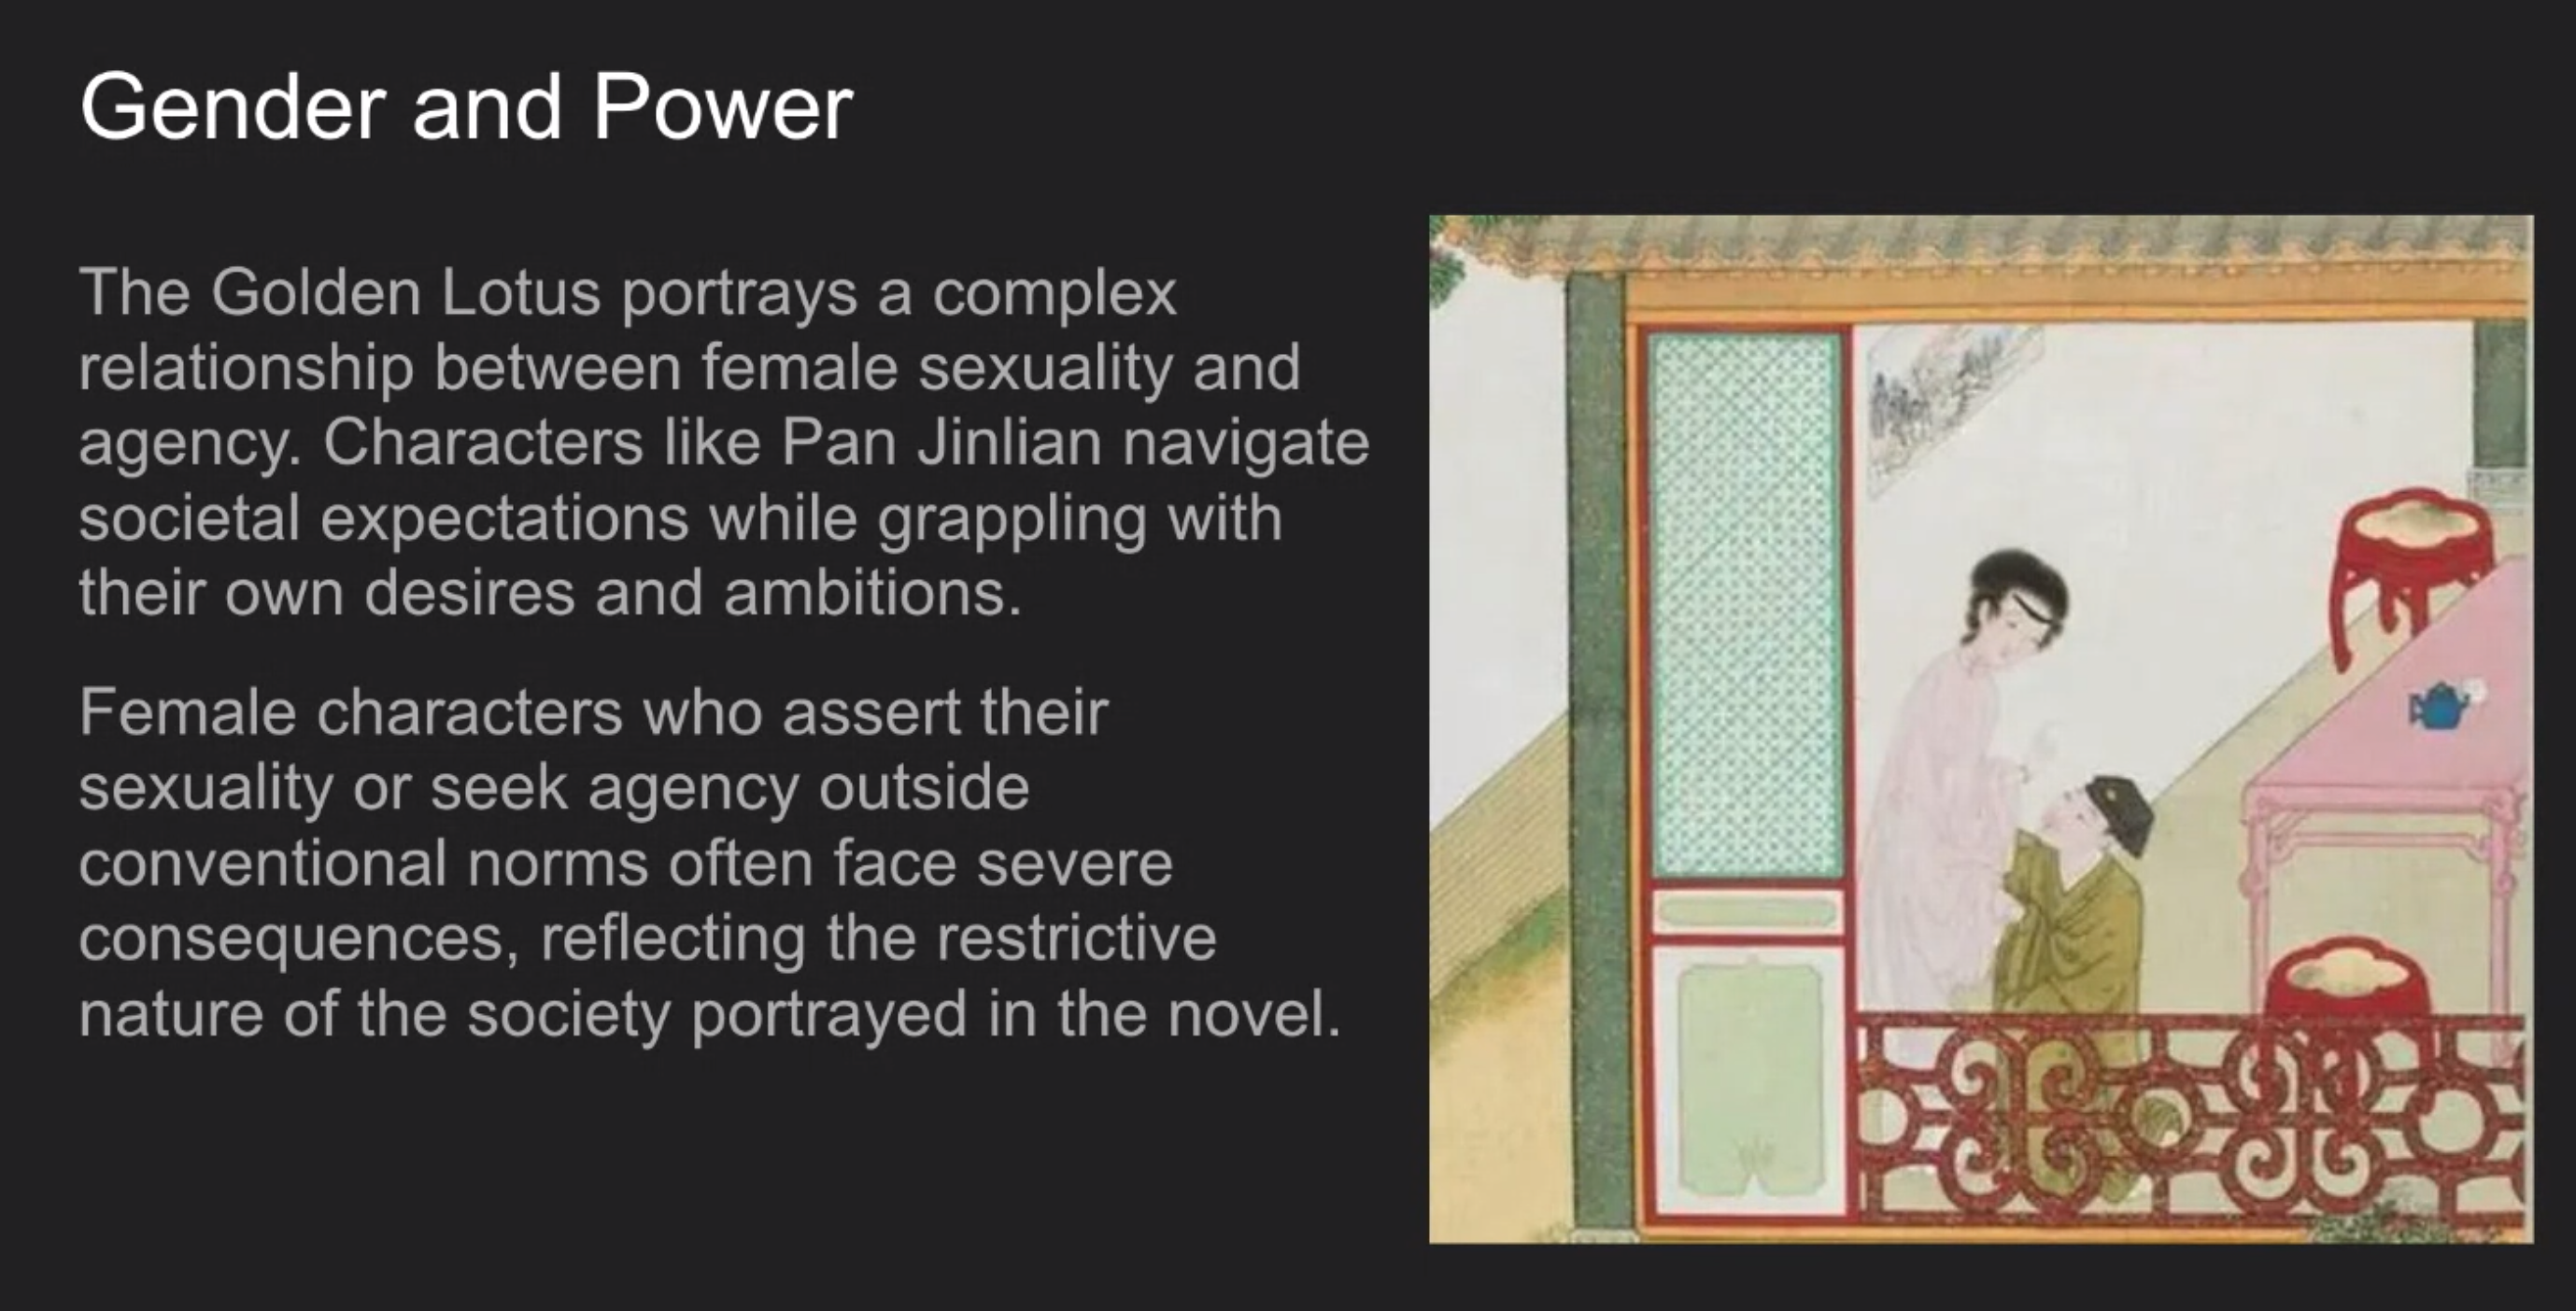 Gender and Power
The Golden Lotus portrays a complex
relationship between female sexuality and
agency. Characters like Pan Jinlian navigate
societal expectations while grappling with
their own desires and ambitions.
Female characters who assert their
sexuality or seek agency outside
conventional norms often face severe
consequences, reflecting the restrictive
nature of the society portrayed in the novel.